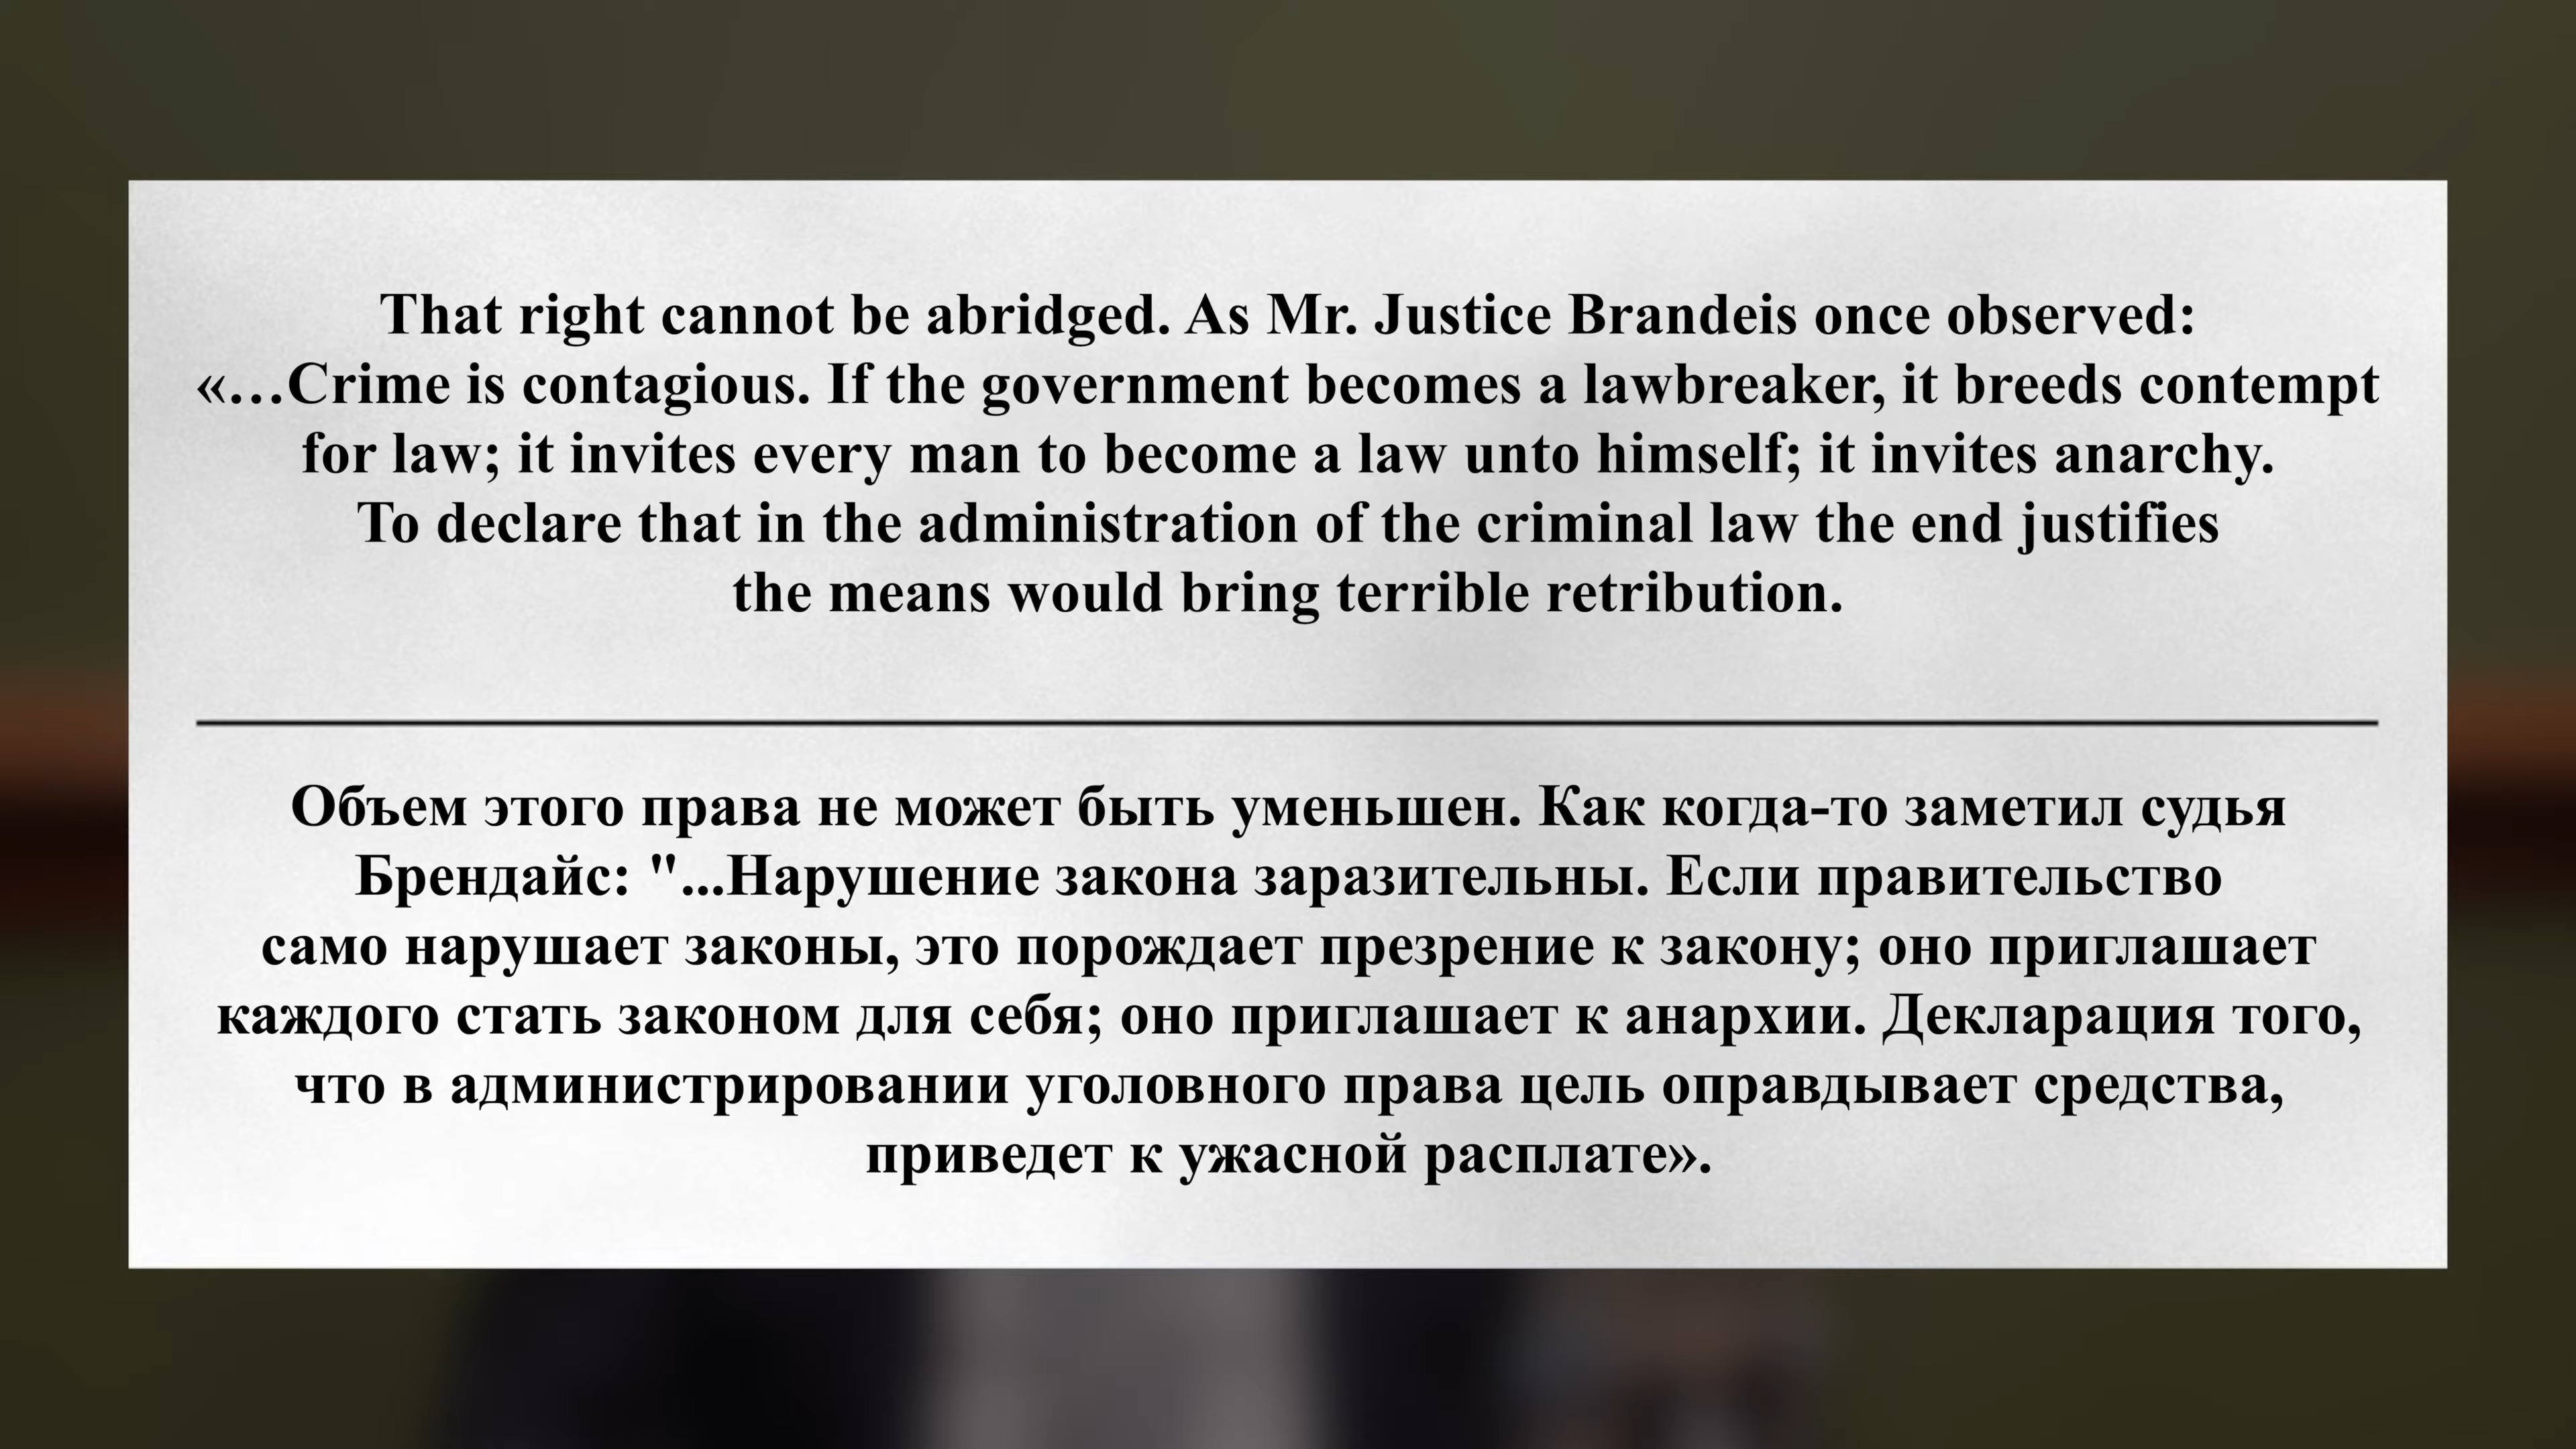 That right cannot be abridged. As Mr. Justice Brandeis once observed:
«…Crime is contagious. If the government becomes a lawbreaker, it breeds contempt
for law; it invites every man to become a law unto himself; it invites anarchy.
To declare that in the administration of the criminal law the end justifies
the means would bring terrible retribution.
Объем этого права не может быть уменьшен. Как когда-то заметил судья
Брендайс: "...Нарушение закона заразительны. Если правительство
само нарушает законы, это порождает презрение к закону; оно приглашает
каждого стать законом для себя; оно приглашает к анархии. Декларация того,
что в администрировании уголовного права цель оправдывает средства,
приведет к ужасной расплате».